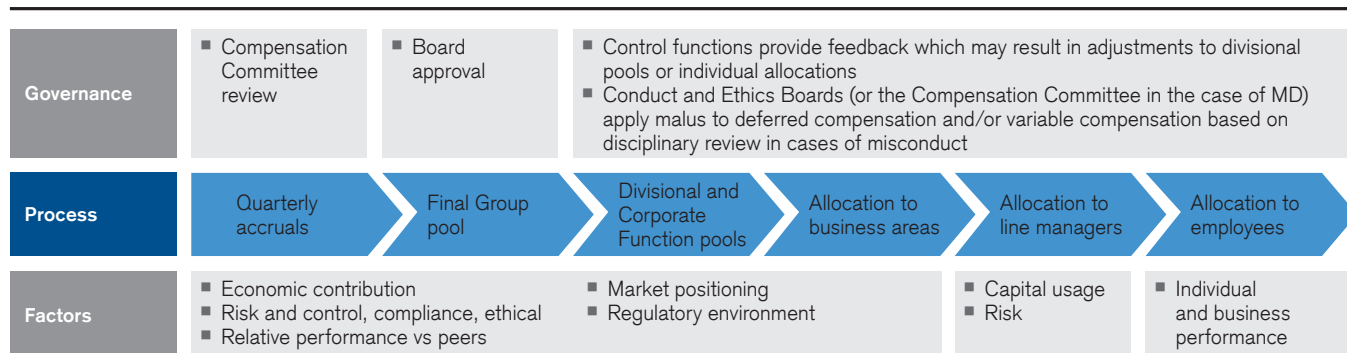 Governance
■ Compensation
Committee
review
■ Board
approval
■ Control functions provide feedback which may result in adjustments to divisional
pools or individual allocations
■ Conduct and Ethics Boards (or the Compensation Committee in the case of MD)
apply malus to deferred compensation and/or variable compensation based on
disciplinary review in cases of misconduct
Process
Quarterly
accruals
Final Group
pool
Divisional and
Corporate
Function pools
Allocation to
business areas
Allocation to
line managers
Allocation to
employees
Factors
■ Economic contribution
■ Risk and control, compliance, ethical
■ Relative performance vs peers
■ Market positioning
■ Regulatory environment
■ Capital usage
■ Risk
■ Individual
and business
performance